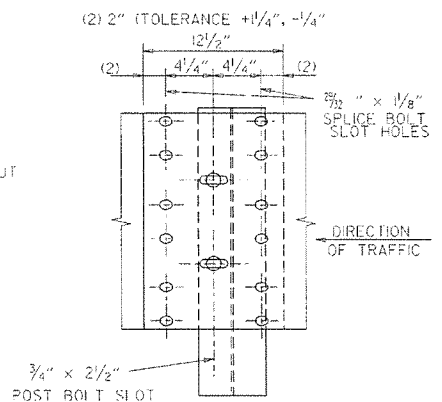 (2) 2" (TOLERANCE +1 1/4", -1/4"
12 1/2"
(2) 4 1/4" 4 1/4" (2)
29/32 " × 1 1/8"
SPLICE BOLT
SLOT HOLES
UT
DIRECTION
OF TRAFFIC
3/4" × 2 1/2"
POST BOLT SLOT